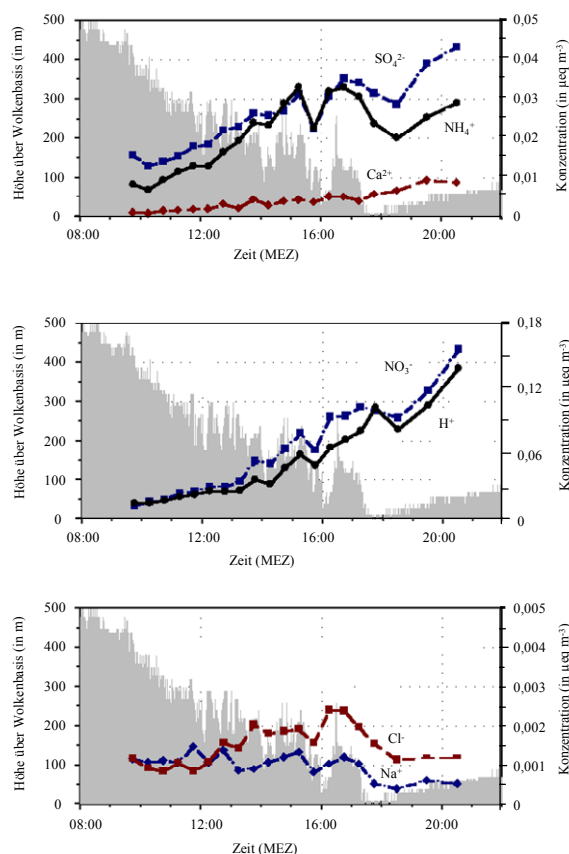 Höhe über Wolkenbasis (in m)
500
400
300
200
100
0
SO₄²⁻
NH₄⁺
Ca²⁺
0,05
0,04
0,03
0,02
0,01
0
Konzentration (in µeq m⁻³)
08:00 12:00 16:00 20:00
Zeit (MEZ)
Höhe über Wolkenbasis (in m)
500
400
300
200
100
0
NO₃⁻
H⁺
0,18
0,12
0,06
0
Konzentration (in µeq m⁻³)
08:00 12:00 16:00 20:00
Zeit (MEZ)
Höhe über Wolkenbasis (in m)
500
400
300
200
100
0
Cl⁻
Na⁺
0,005
0,004
0,003
0,002
0,001
0
Konzentration (in µeq m⁻³)
08:00 12:00 16:00 20:00
Zeit (MEZ)